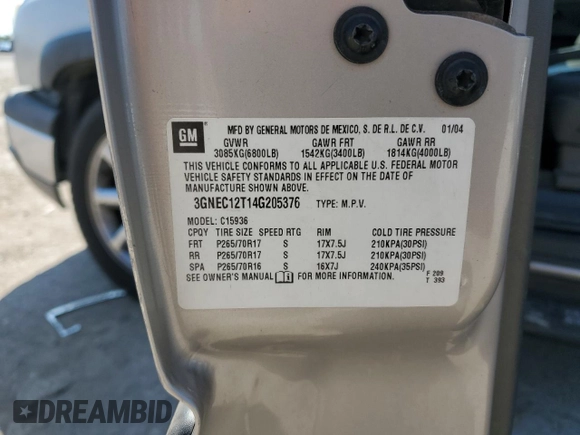 GM
MFD BY GENERAL MOTORS DE MEXICO, S. DE R.L. DE C.V. 01/04
GVWR GAWR FRT GAWR RR
3085KG(6800LB) 1542KG(3400LB) 1814KG(4000LB)
THIS VEHICLE CONFORMS TO ALL APPLICABLE U.S. FEDERAL MOTOR
VEHICLE SAFETY STANDARDS IN EFFECT ON THE DATE OF
MANUFACTURE SHOWN ABOVE.
3GNEC12T14G205376 TYPE: M.P.V.
MODEL: C15936
CPQY TIRE SIZE SPEED RTG RIM COLD TIRE PRESSURE
FRT P265/70R17 S 17X7.5J 210KPA(30PSI)
RR P265/70R17 S 17X7.5J 210KPA(30PSI)
SPA P265/70R16 S 16X7J 240KPA(35PSI)
SEE OWNER'S MANUAL FOR MORE INFORMATION.
F 209
T 393
DREAMBID